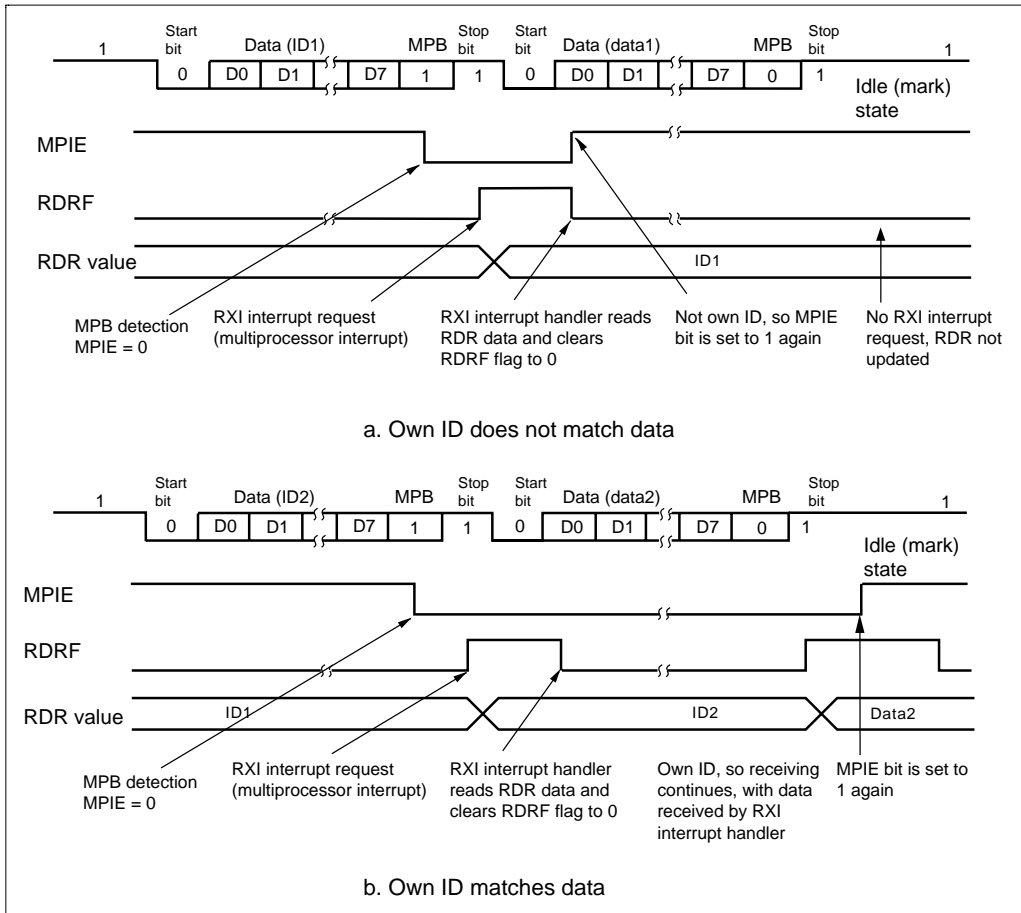 Start bit
Data (ID1)
MPB
Stop bit
Start bit
Data (data1)
MPB
Stop bit
1
1
0
D0
D1
D7
1
1
0
D0
D1
D7
0
1
Idle (mark) state
MPIE
RDRF
RDR value
ID1
MPB detection
MPIE = 0
RXI interrupt request
(multiprocessor interrupt)
RXI interrupt handler reads
RDR data and clears
RDRF flag to 0
Not own ID, so MPIE
bit is set to 1 again
No RXI interrupt
request, RDR not
updated
a. Own ID does not match data
Start bit
Data (ID2)
MPB
Stop bit
Start bit
Data (data2)
MPB
Stop bit
1
1
0
D0
D1
D7
1
1
0
D0
D1
D7
0
1
Idle (mark) state
MPIE
RDRF
RDR value
ID1
ID2
Data2
MPB detection
MPIE = 0
RXI interrupt request
(multiprocessor interrupt)
RXI interrupt handler
reads RDR data and
clears RDRF flag to 0
Own ID, so receiving
continues, with data
received by RXI
interrupt handler
MPIE bit is set to
1 again
b. Own ID matches data